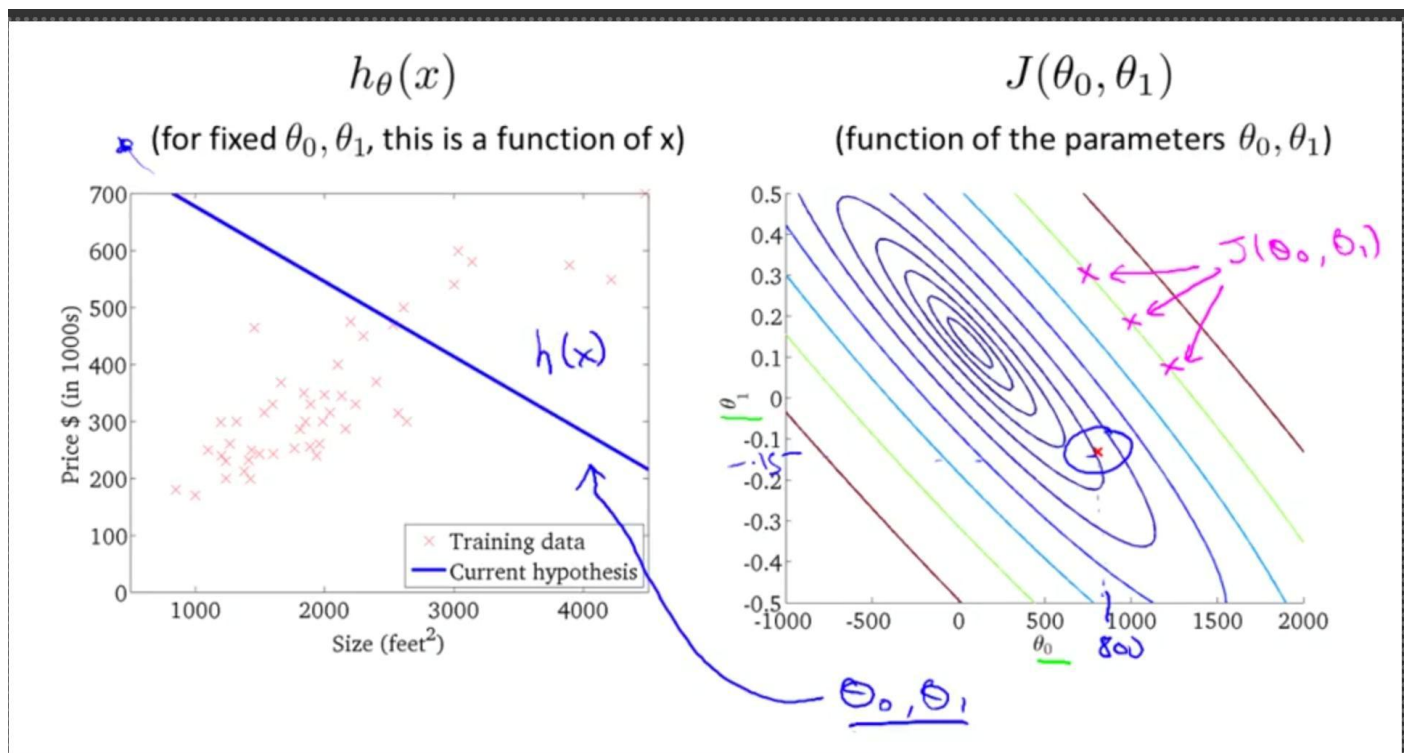 hθ(x)
(for fixed θ0, θ1, this is a function of x)
700
600
500
400
300
200
100
0
Price $ (in 1000s)
1000 2000 3000 4000
Size (feet²)
h(x)
Training data
Current hypothesis
θ0, θ1
J(θ0, θ1)
(function of the parameters θ0, θ1)
0.5
0.4
0.3
0.2
0.1
0
-0.1
-.15
-0.2
-0.3
-0.4
-0.5
θ1
-1000 -500 0 500 1000 1500 2000
θ0 800
J(θ0, θ1)